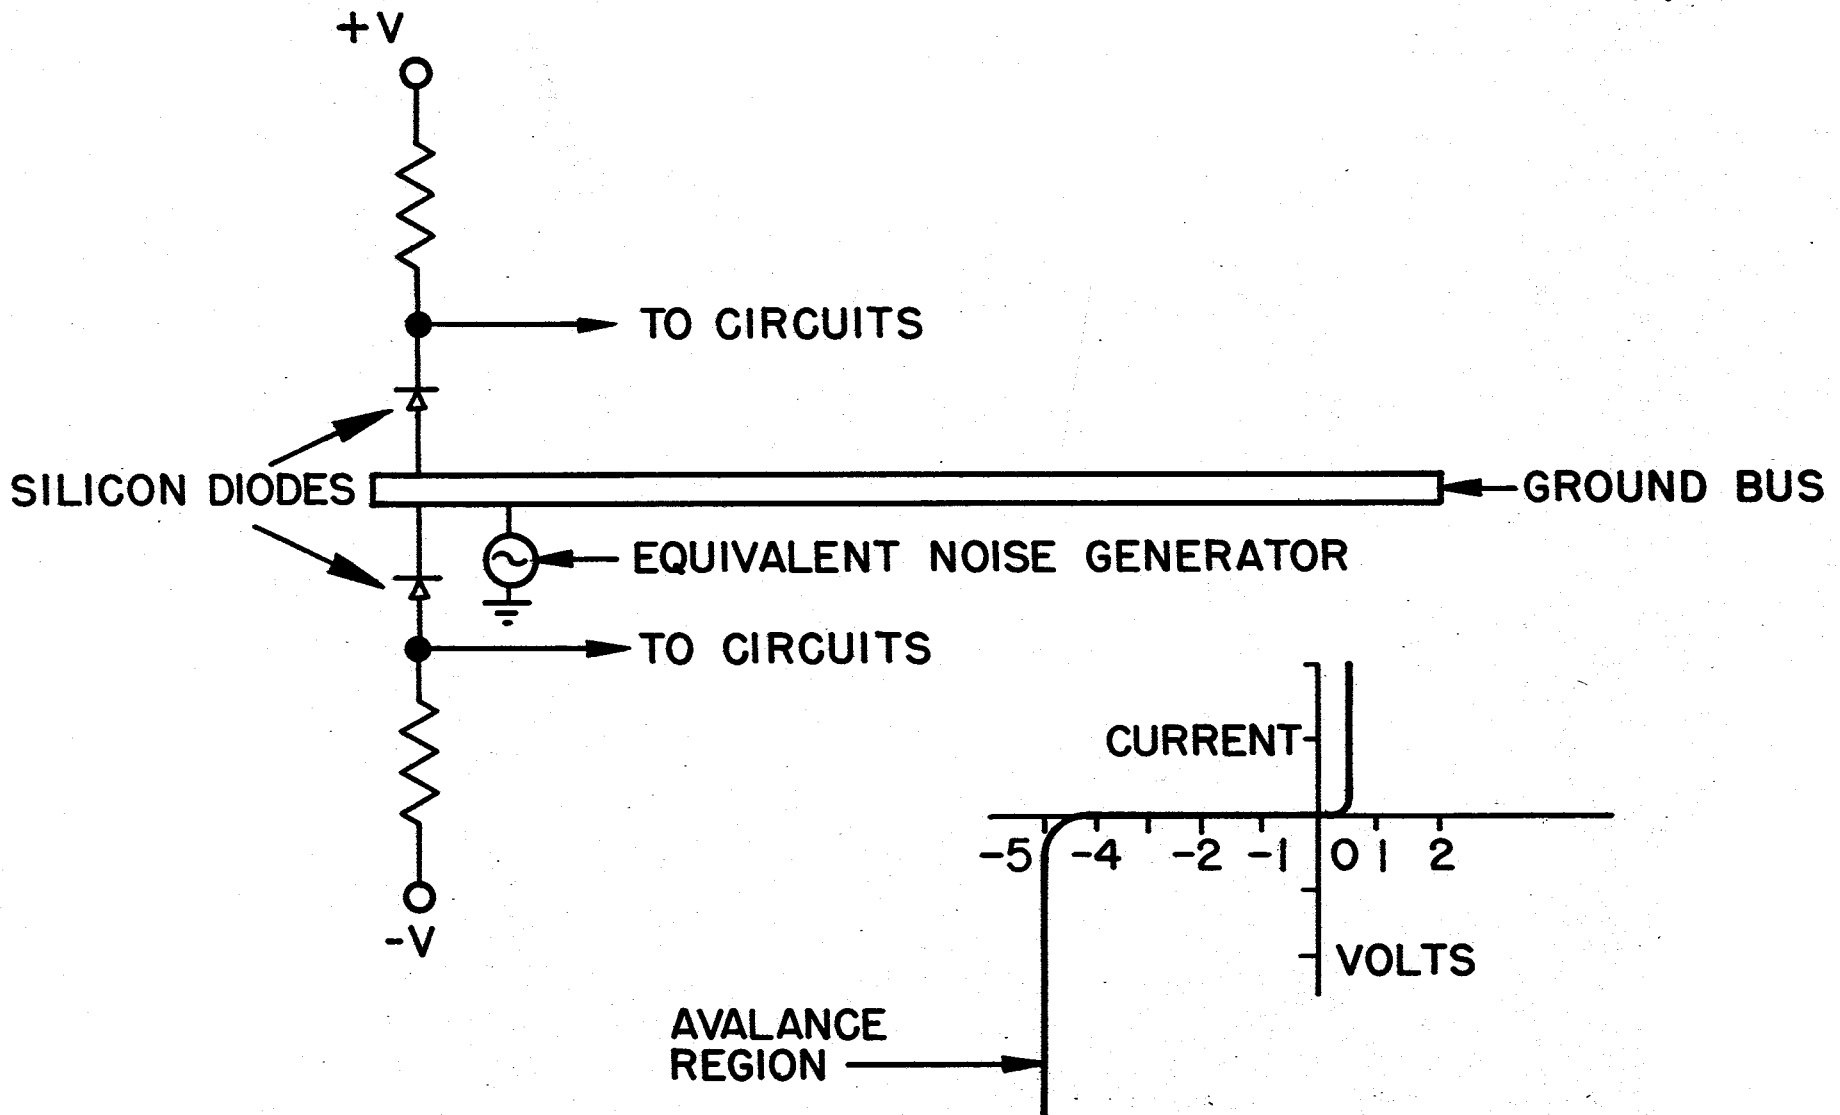 +V
TO CIRCUITS
SILICON DIODES
GROUND BUS
EQUIVALENT NOISE GENERATOR
TO CIRCUITS
-V
CURRENT
-5 -4 -2 -1 0 1 2
VOLTS
AVALANCE
REGION